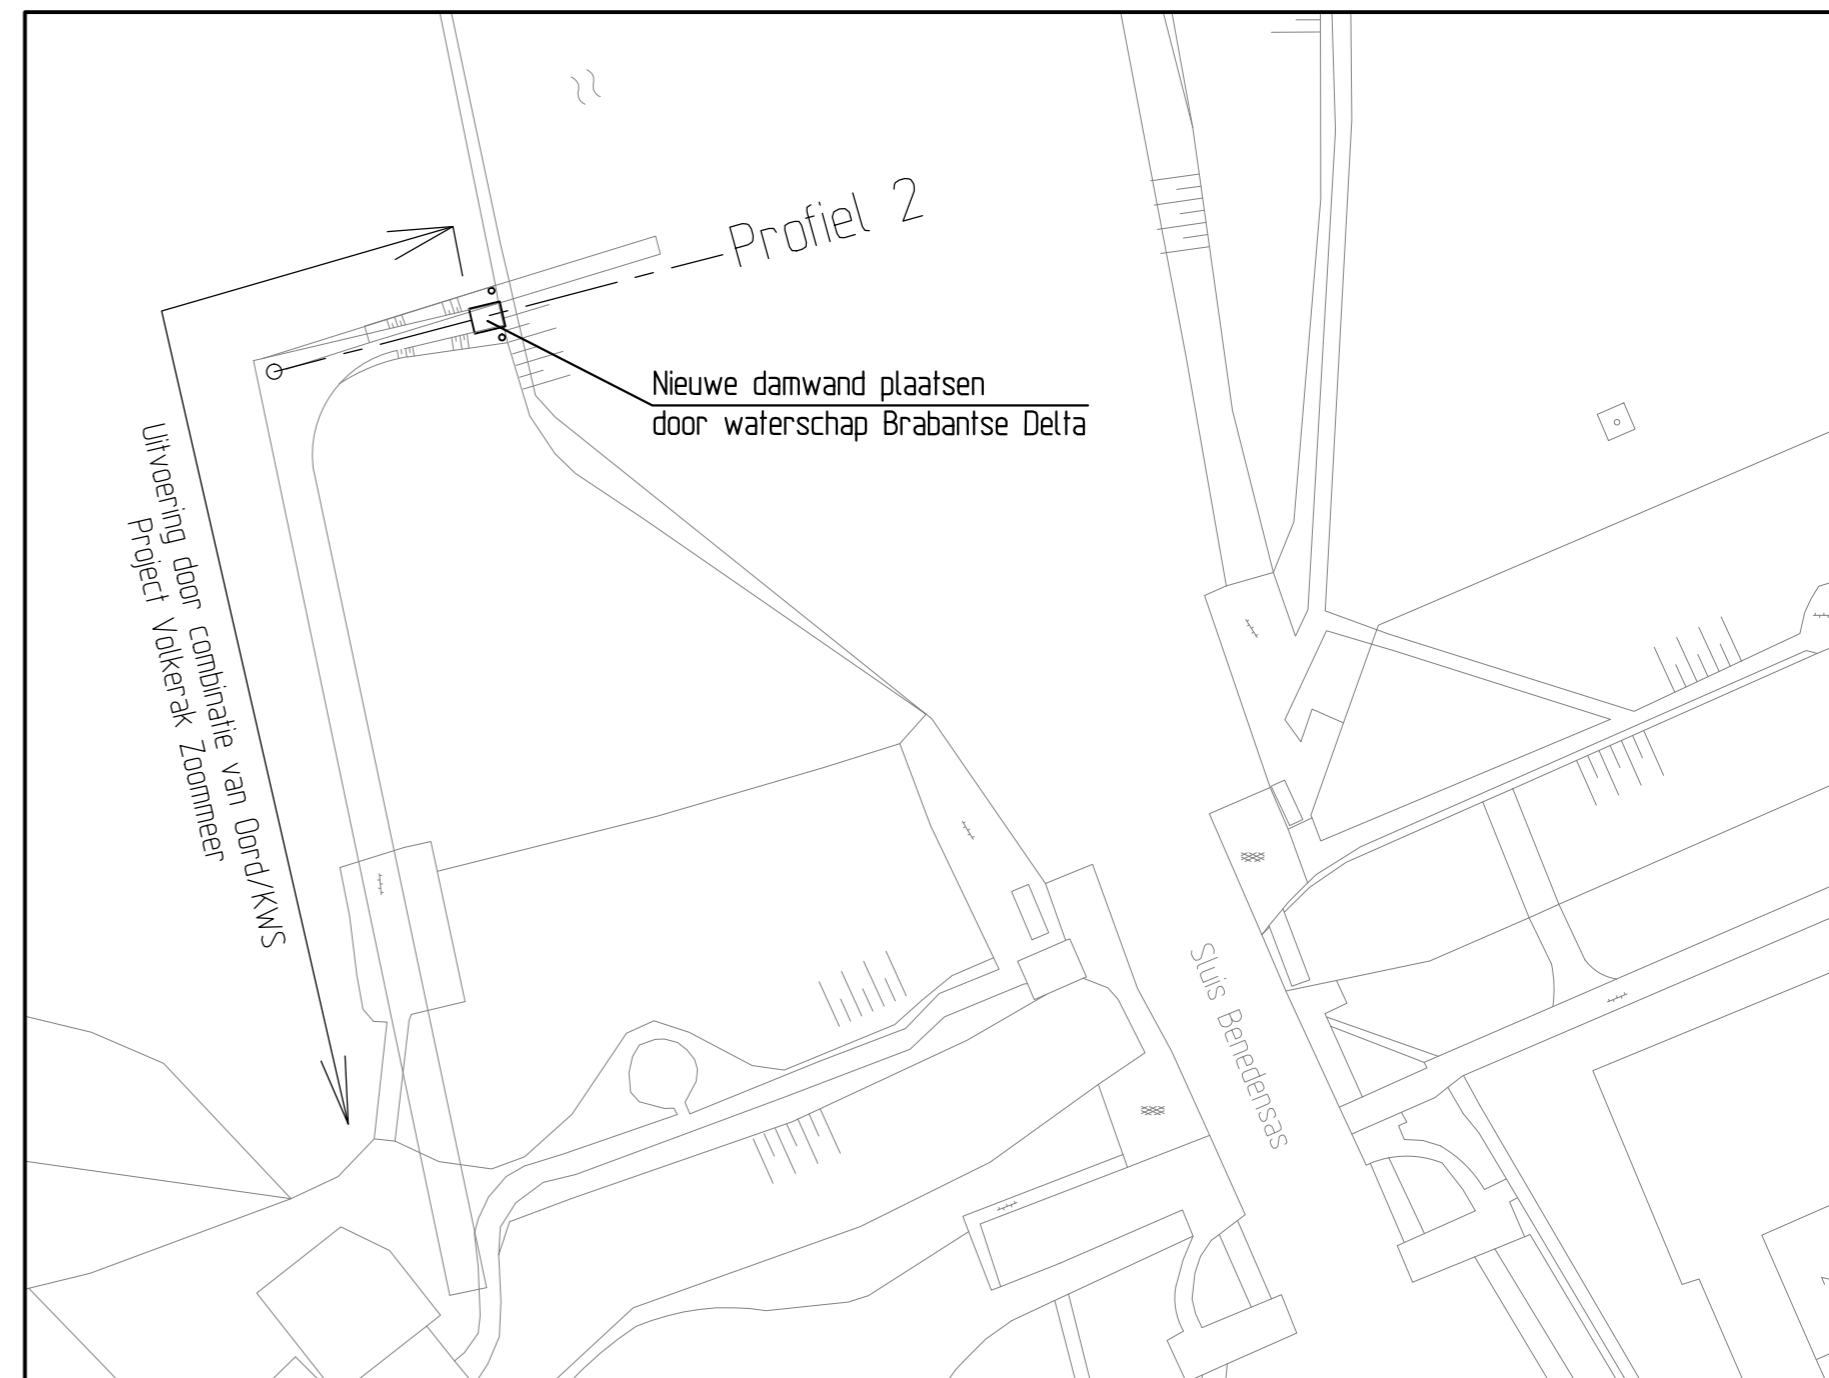 Profiel 2
Nieuwe damwand plaatsen
door waterschap Brabantse Delta
Uitvoering door combinatie van Oord/KWS
Project Volkerak Zoommeer
Sluis Benedensas